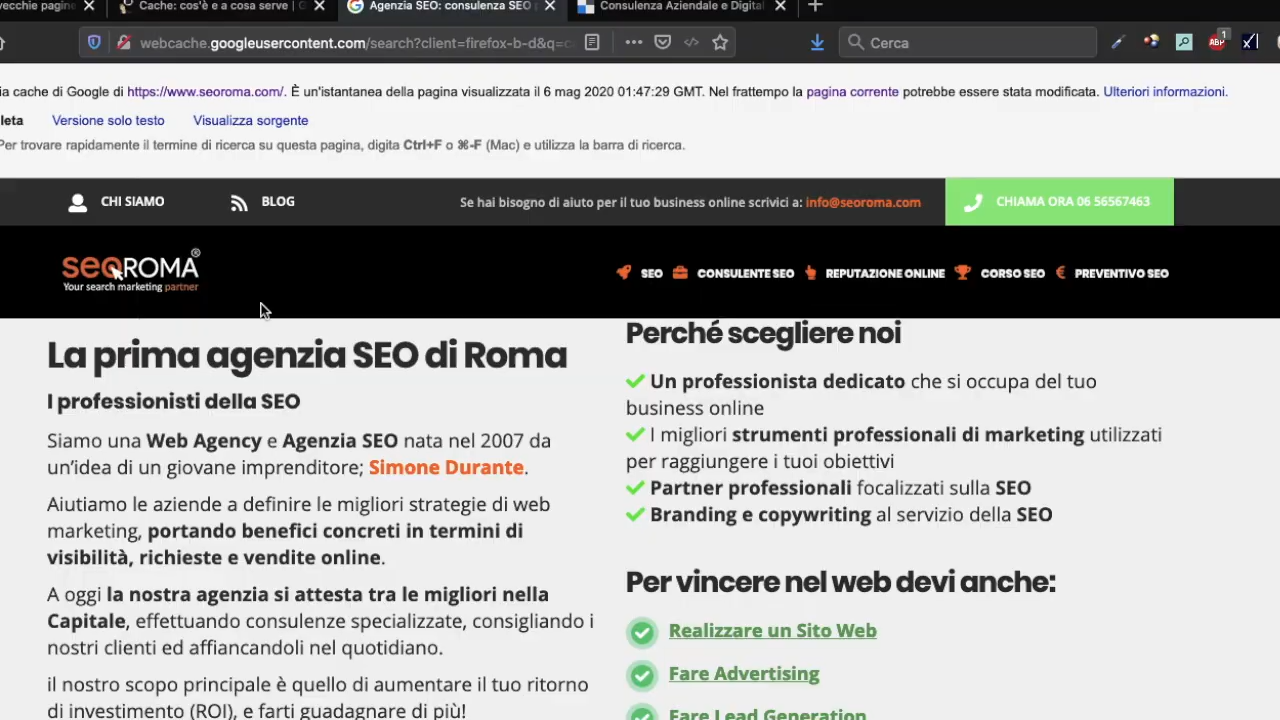 vecchie pagine
Cache: cos'è e a cosa serve | G
Agenzia SEO: consulenza SEO
Consulenza Aziendale e Digital
webcache.googleusercontent.com/search?client=firefox-b-d&q=c
Cerca
ABP
1
ia cache di Google di https://www.seoroma.com/. È un'istantanea della pagina visualizzata il 6 mag 2020 01:47:29 GMT. Nel frattempo la pagina corrente potrebbe essere stata modificata. Ulteriori informazioni.
leta Versione solo testo Visualizza sorgente
Per trovare rapidamente il termine di ricerca su questa pagina, digita Ctrl+F o ⌘-F (Mac) e utilizza la barra di ricerca.
CHI SIAMO
BLOG
Se hai bisogno di aiuto per il tuo business online scrivici a: info@seoroma.com
CHIAMA ORA 06 56567463
SEOROMA®
Your search marketing partner
SEO
CONSULENTE SEO
REPUTAZIONE ONLINE
CORSO SEO
PREVENTIVO SEO
La prima agenzia SEO di Roma
I professionisti della SEO
Siamo una Web Agency e Agenzia SEO nata nel 2007 da
un'idea di un giovane imprenditore; Simone Durante.
Aiutiamo le aziende a definire le migliori strategie di web
marketing, portando benefici concreti in termini di
visibilità, richieste e vendite online.
A oggi la nostra agenzia si attesta tra le migliori nella
Capitale, effettuando consulenze specializzate, consigliando i
nostri clienti ed affiancandoli nel quotidiano.
il nostro scopo principale è quello di aumentare il tuo ritorno
di investimento (ROI), e farti guadagnare di più!
Perché scegliere noi
Un professionista dedicato che si occupa del tuo
business online
I migliori strumenti professionali di marketing utilizzati
per raggiungere i tuoi obiettivi
Partner professionali focalizzati sulla SEO
Branding e copywriting al servizio della SEO
Per vincere nel web devi anche:
Realizzare un Sito Web
Fare Advertising
Fare Lead Generation